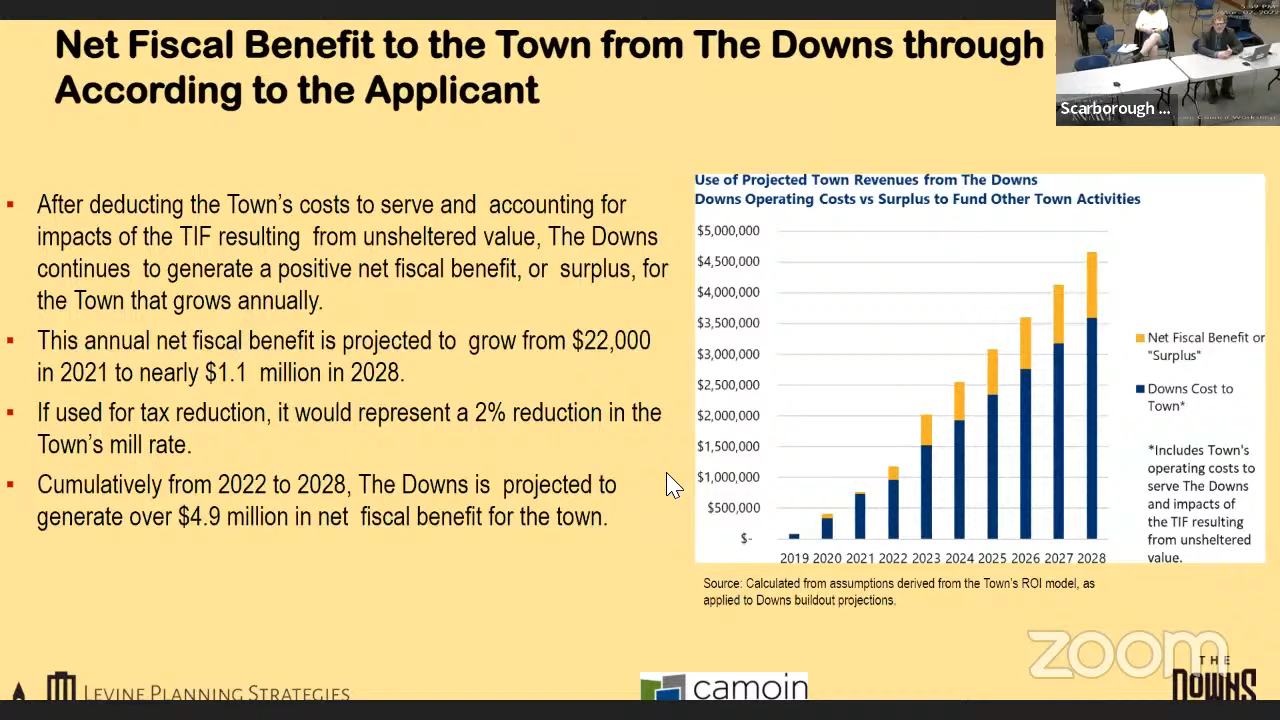 Net Fiscal Benefit to the Town from The Downs through
According to the Applicant
Scarborough ...
▪ After deducting the Town's costs to serve and accounting for
impacts of the TIF resulting from unsheltered value, The Downs
continues to generate a positive net fiscal benefit, or surplus, for
the Town that grows annually.
▪ This annual net fiscal benefit is projected to grow from $22,000
in 2021 to nearly $1.1 million in 2028.
▪ If used for tax reduction, it would represent a 2% reduction in the
Town's mill rate.
▪ Cumulatively from 2022 to 2028, The Downs is projected to
generate over $4.9 million in net fiscal benefit for the town.
Use of Projected Town Revenues from The Downs
Downs Operating Costs vs Surplus to Fund Other Town Activities
$5,000,000
$4,500,000
$4,000,000
$3,500,000
$3,000,000
$2,500,000
$2,000,000
$1,500,000
$1,000,000
$500,000
$-
2019 2020 2021 2022 2023 2024 2025 2026 2027 2028
Net Fiscal Benefit or
"Surplus"
Downs Cost to
Town*
*Includes Town's
operating costs to
serve The Downs
and impacts of
the TIF resulting
from unsheltered
value.
Source: Calculated from assumptions derived from the Town's ROI model, as
applied to Downs buildout projections.
zoom
LEVINE PLANNING STRATEGIES
camoin
THE
DOWNS